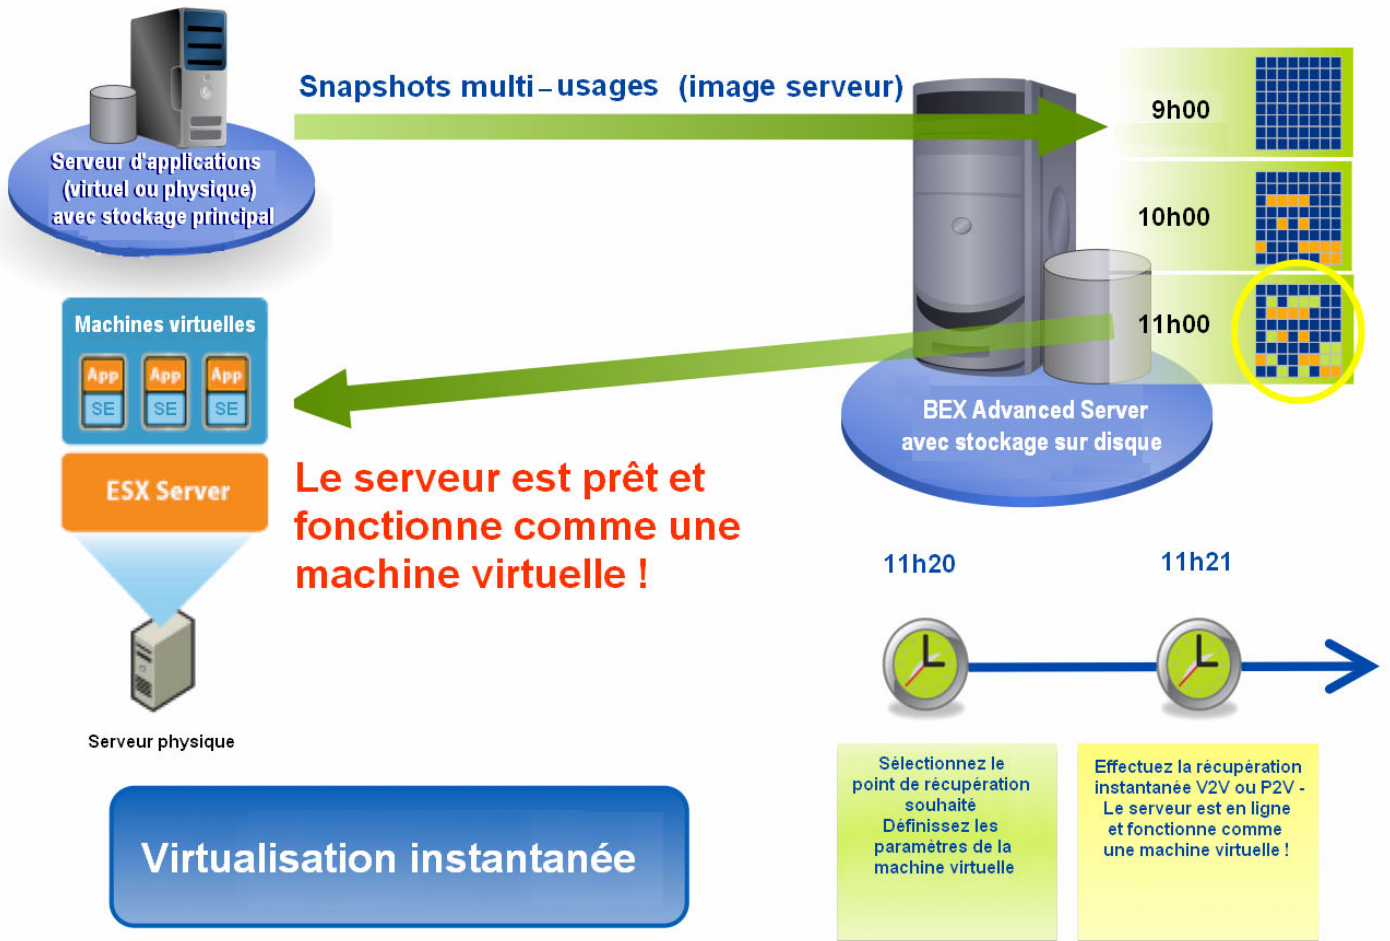 Snapshots multi-usages (image serveur)
Serveur d'applications
(virtuel ou physique)
avec stockage principal
9h00
10h00
11h00
Machines virtuelles
App App App
SE SE SE
ESX Server
BEX Advanced Server
avec stockage sur disque
Le serveur est prêt et
fonctionne comme une
machine virtuelle !
Serveur physique
11h20
11h21
Sélectionnez le
point de récupération
souhaité
Définissez les
paramètres de la
machine virtuelle
Effectuez la récupération
instantanée V2V ou P2V -
Le serveur est en ligne
et fonctionne comme
une machine virtuelle !
Virtualisation instantanée